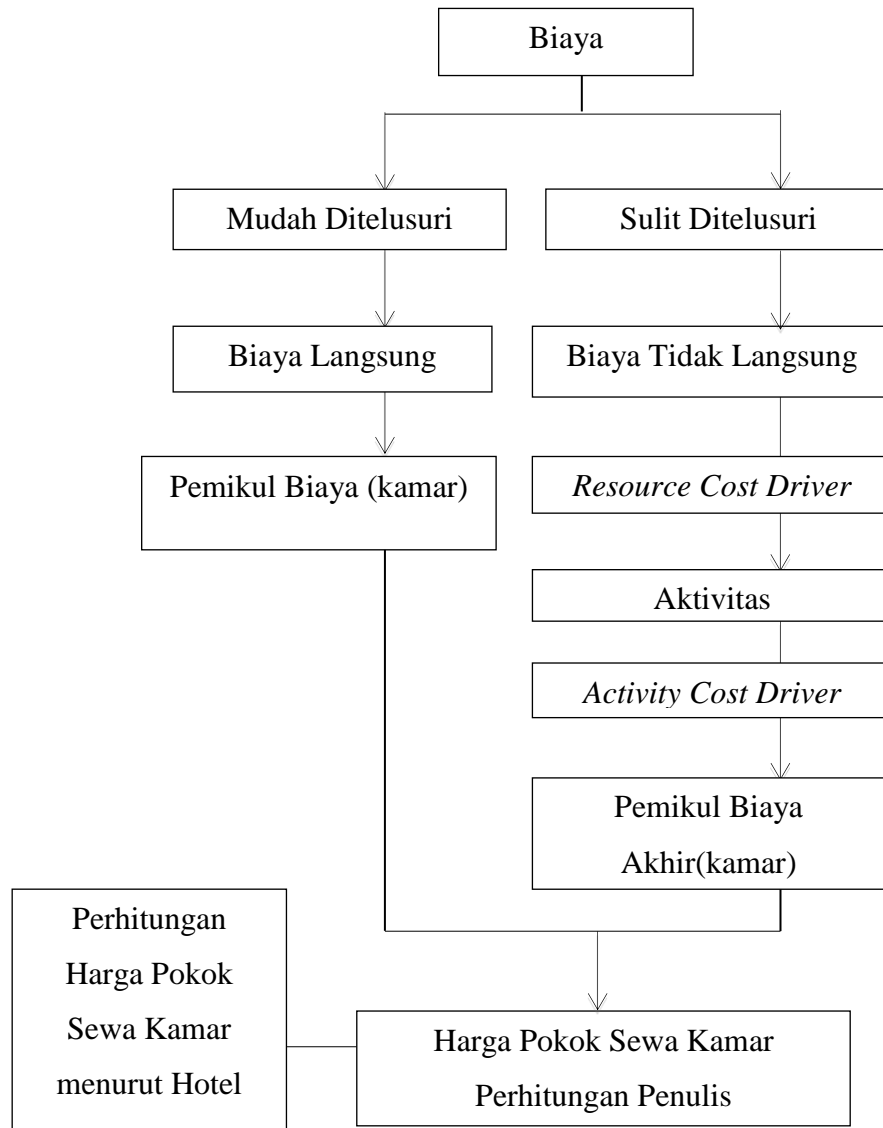 Biaya
Mudah Ditelusuri
Sulit Ditelusuri
Biaya Langsung
Biaya Tidak Langsung
Pemikul Biaya (kamar)
Resource Cost Driver
Aktivitas
Activity Cost Driver
Pemikul Biaya
Akhir(kamar)
Perhitungan
Harga Pokok
Sewa Kamar
menurut Hotel
Harga Pokok Sewa Kamar
Perhitungan Penulis